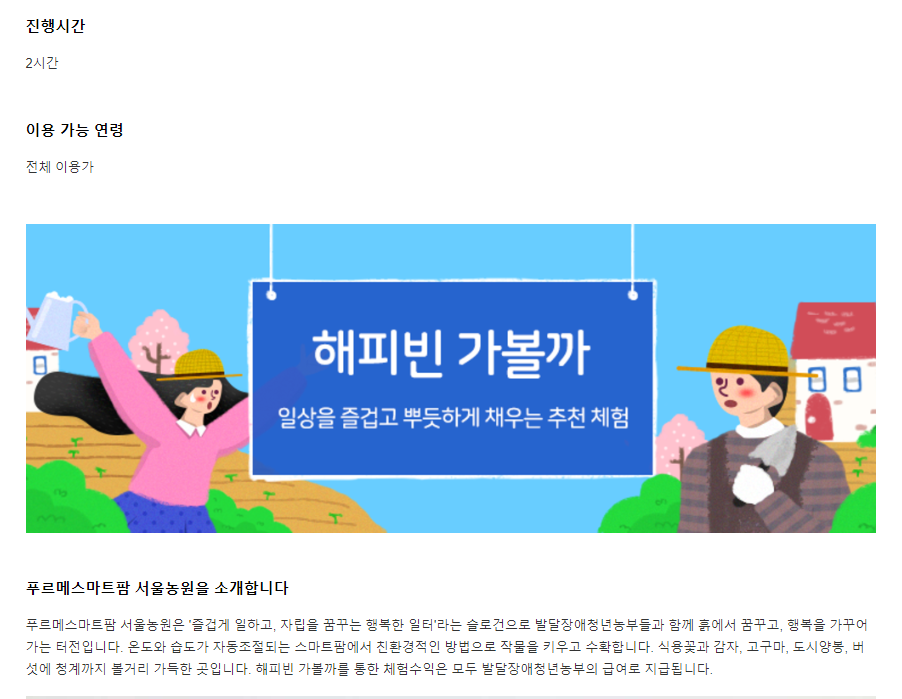 진행시간
2시간
이용 가능 연령
전체 이용가
해피빈 가볼까
일상을 즐겁고 뿌듯하게 채우는 추천 체험
푸르메스마트팜 서울농원을 소개합니다
푸르메스마트팜 서울농원은 '즐겁게 일하고, 자립을 꿈꾸는 행복한 일터'라는 슬로건으로 발달장애청년농부들과 함께 흙에서 꿈꾸고, 행복을 가꾸어
가는 터전입니다. 온도와 습도가 자동조절되는 스마트팜에서 친환경적인 방법으로 작물을 키우고 수확합니다. 식용꽃과 감자, 고구마, 도시양봉, 버
섯에 청계까지 볼거리 가득한 곳입니다. 해피빈 가볼까를 통한 체험수익은 모두 발달장애청년농부의 급여로 지급됩니다.